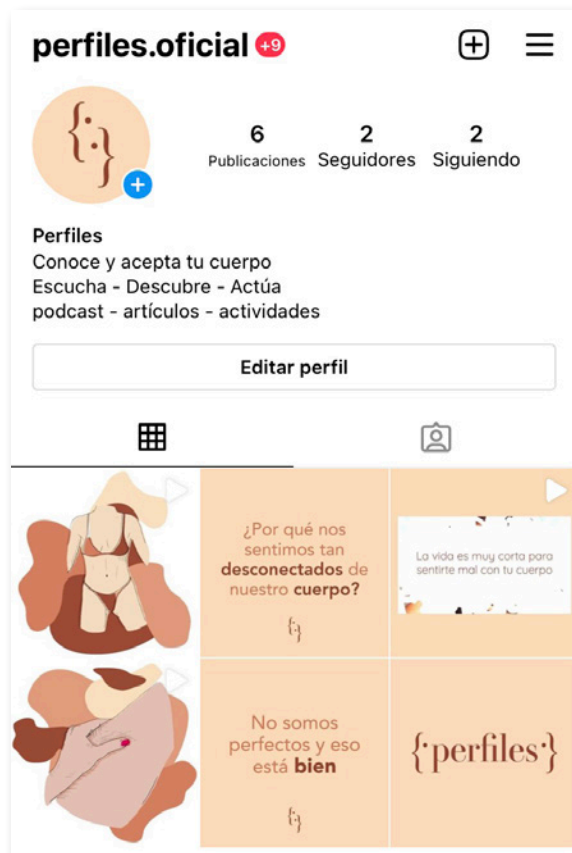 perfiles.oficial +9
6 2 2
Publicaciones Seguidores Siguiendo
Perfiles
Conoce y acepta tu cuerpo
Escucha - Descubre - Actúa
podcast - artículos - actividades
Editar perfil
¿Por qué nos
sentimos tan
desconectados de
nuestro cuerpo?
La vida es muy corta para
sentirte mal con tu cuerpo
No somos
perfectos y eso
está bien
{·perfiles·}